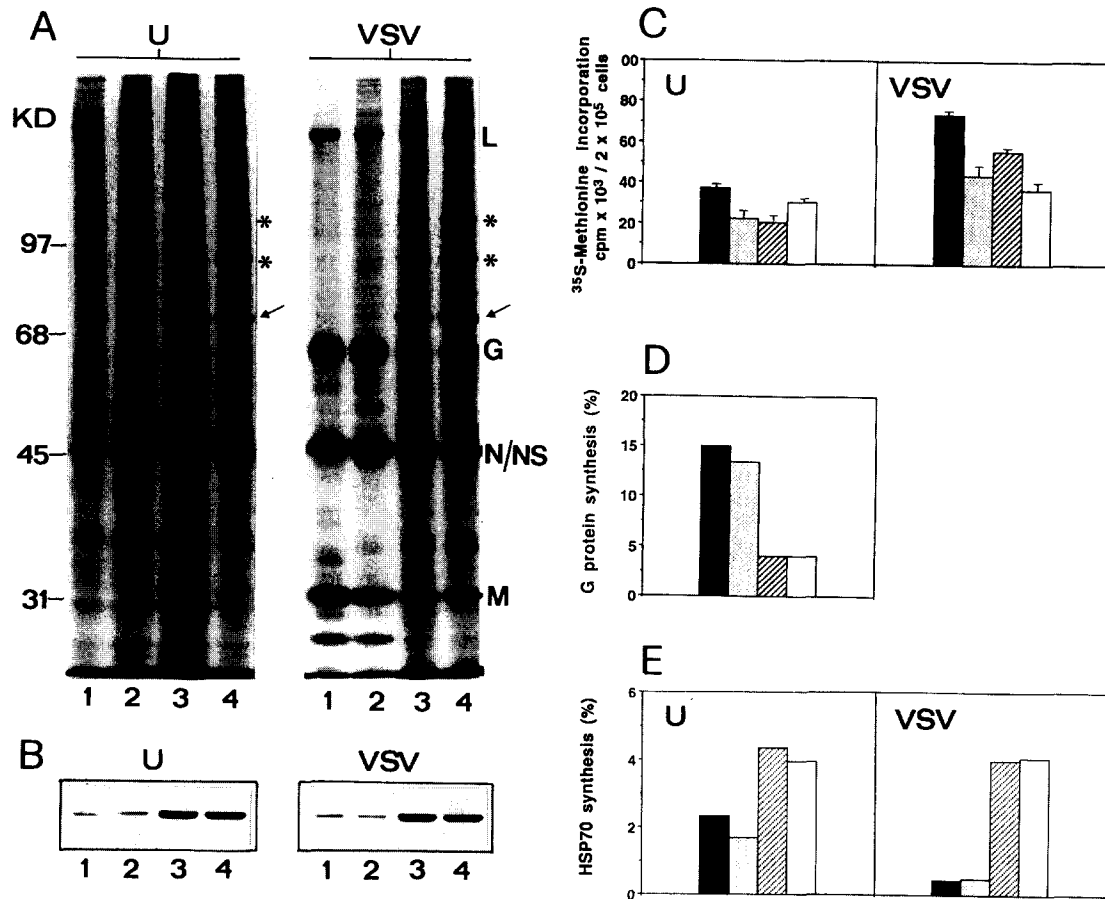 A
U
VSV
KD
97
68
45
31
*
*
*
*
L
G
N/NS
M
1 2 3 4
1 2 3 4
B
U
VSV
1 2 3 4
1 2 3 4
C
35S-Methionine Incorporation
cpm x 10³ / 2 x 10⁵ cells
00
80
60
40
20
0
U
VSV
D
G protein synthesis (%)
20
15
10
5
0
E
HSP70 synthesis (%)
6
4
2
0
U
VSV